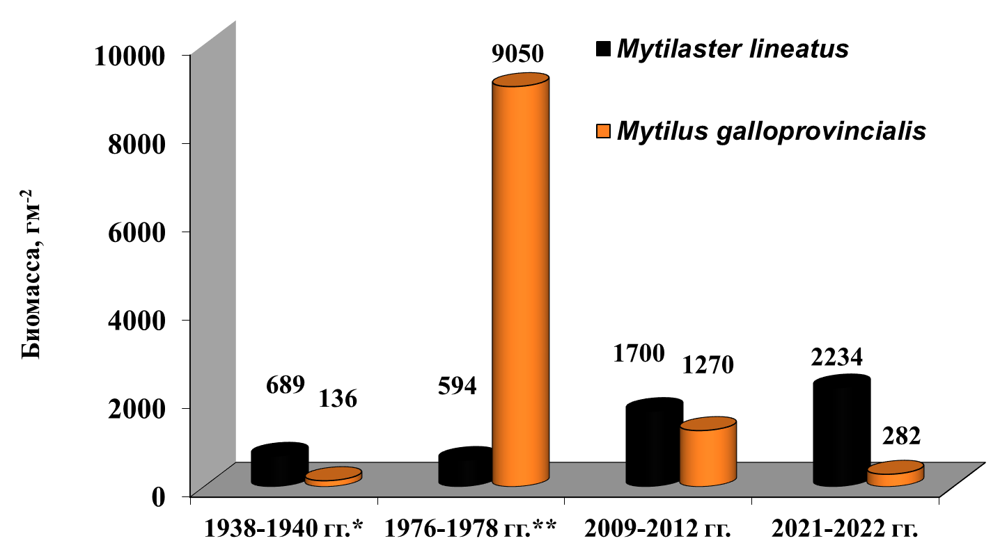 Mytilaster lineatus
Mytilus galloprovincialis
Биомасса, гм⁻²
10000
8000
6000
4000
2000
0
689
136
594
9050
1700
1270
2234
282
1938-1940 гг.*
1976-1978 гг.**
2009-2012 гг.
2021-2022 гг.